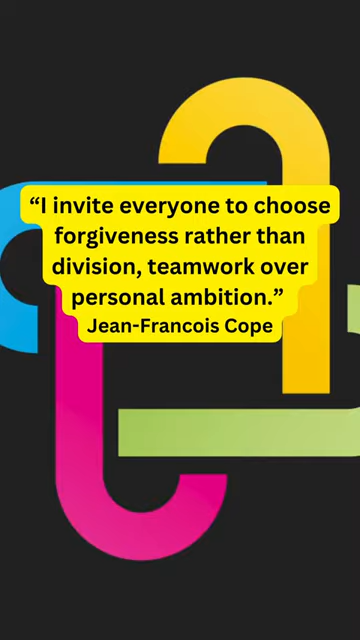 “I invite everyone to choose
forgiveness rather than
division, teamwork over
personal ambition.”
Jean-Francois Cope